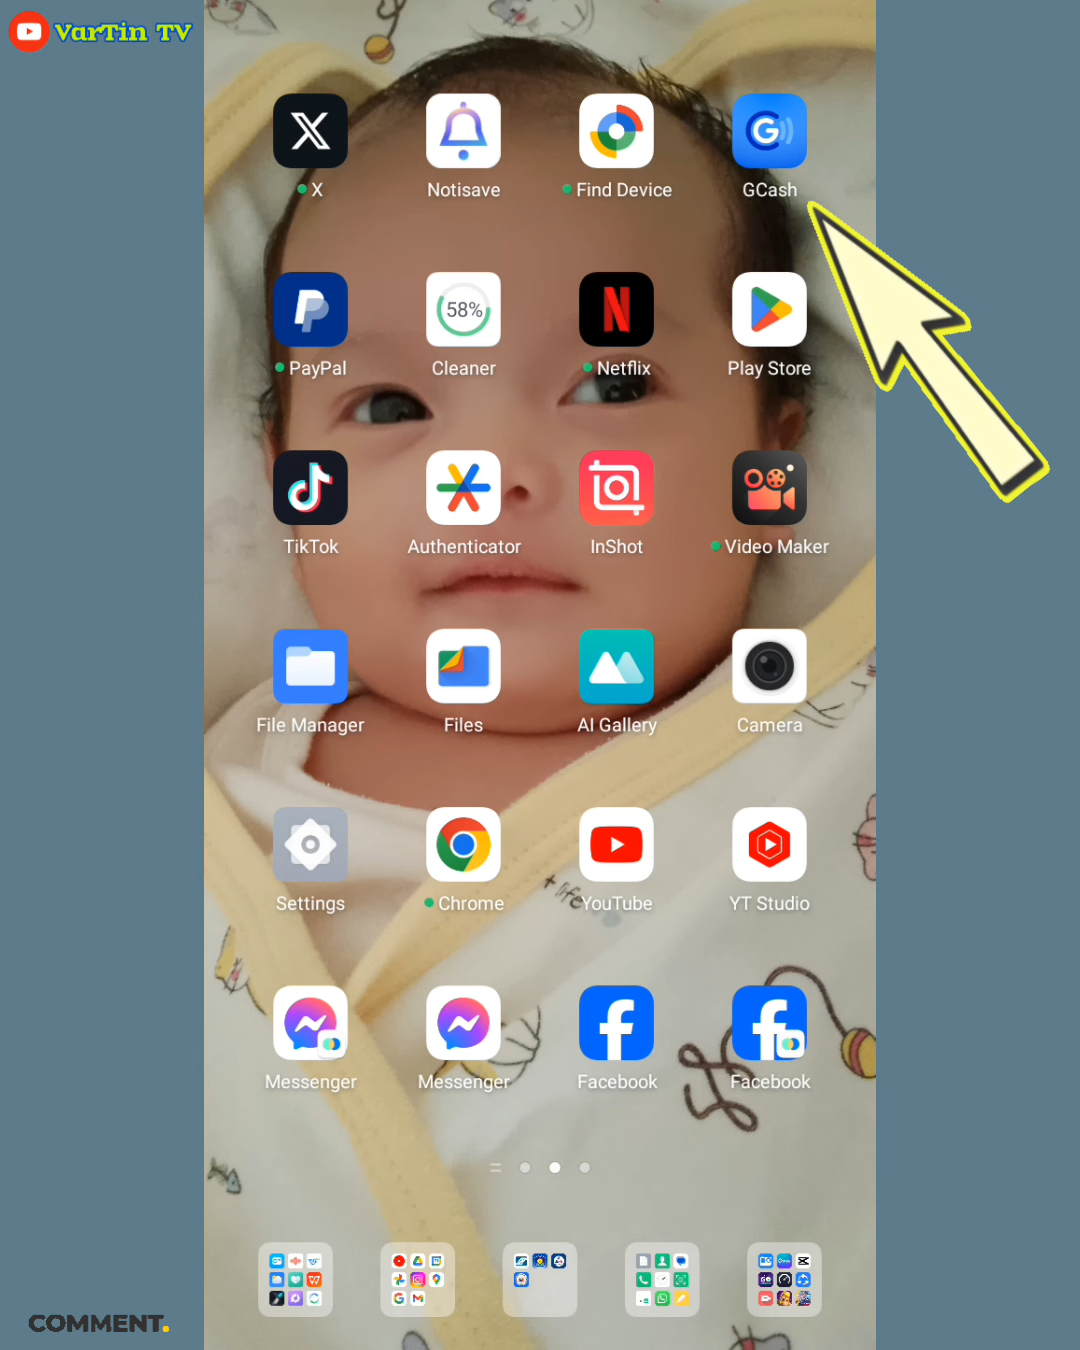 VarTin TV
X Notisave Find Device GCash
58%
PayPal Cleaner Netflix Play Store
TikTok Authenticator InShot Video Maker
File Manager Files AI Gallery Camera
+ life
Settings Chrome YouTube YT Studio
Messenger Messenger Facebook Facebook
COMMENT.